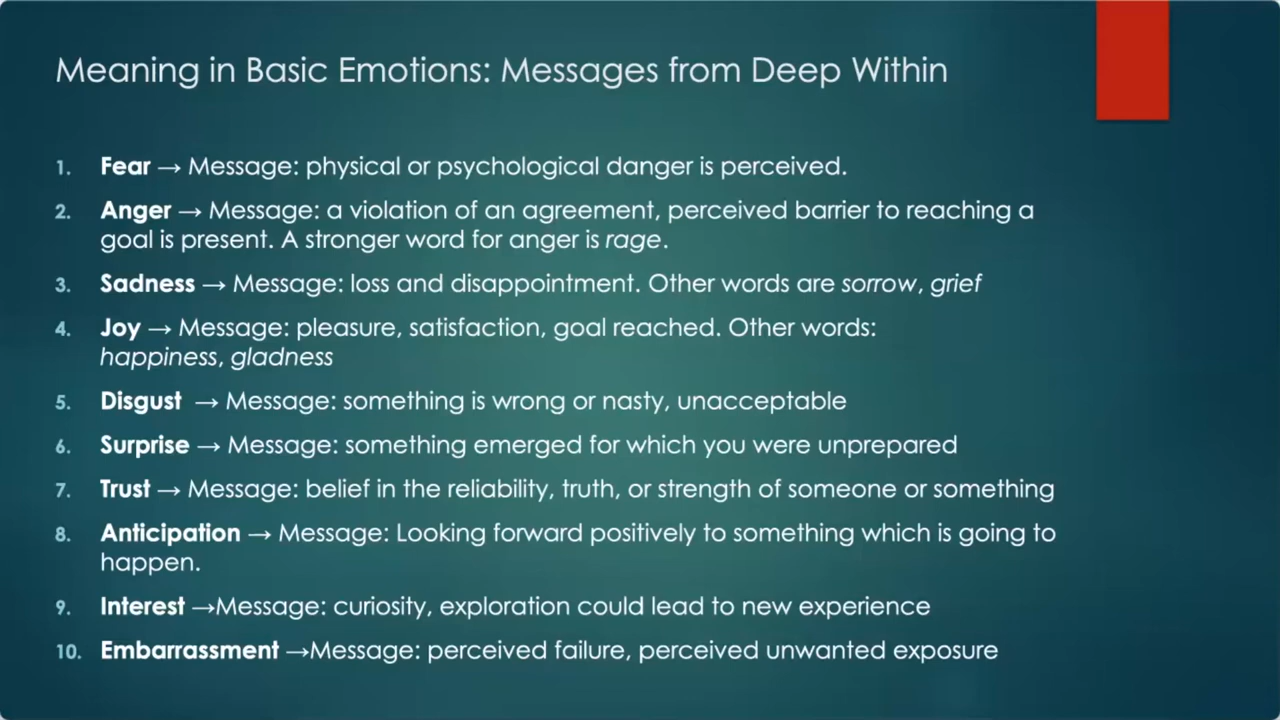 Meaning in Basic Emotions: Messages from Deep Within
1. Fear → Message: physical or psychological danger is perceived.
2. Anger → Message: a violation of an agreement, perceived barrier to reaching a
goal is present. A stronger word for anger is rage.
3. Sadness → Message: loss and disappointment. Other words are sorrow, grief
4. Joy → Message: pleasure, satisfaction, goal reached. Other words:
happiness, gladness
5. Disgust → Message: something is wrong or nasty, unacceptable
6. Surprise → Message: something emerged for which you were unprepared
7. Trust → Message: belief in the reliability, truth, or strength of someone or something
8. Anticipation → Message: Looking forward positively to something which is going to
happen.
9. Interest →Message: curiosity, exploration could lead to new experience
10. Embarrassment →Message: perceived failure, perceived unwanted exposure